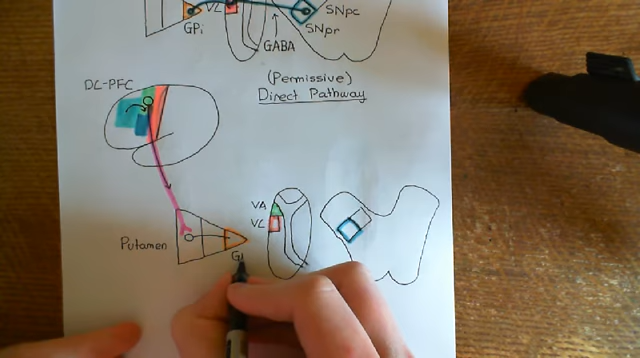 VL
SNpc
GPi
SNpr
GABA
(Permissive)
Direct Pathway
DL-PFC
VA
VL
Putamen
G